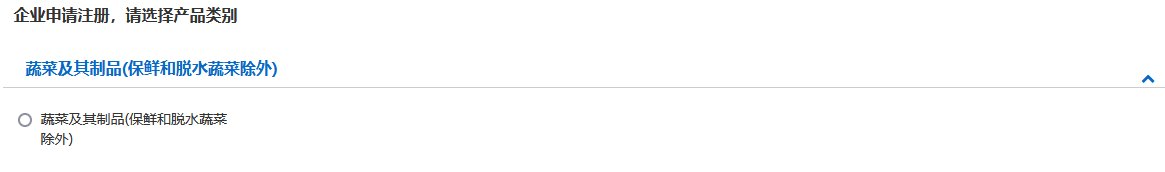 企业申请注册，请选择产品类别
蔬菜及其制品(保鲜和脱水蔬菜除外)
蔬菜及其制品(保鲜和脱水蔬菜
除外)